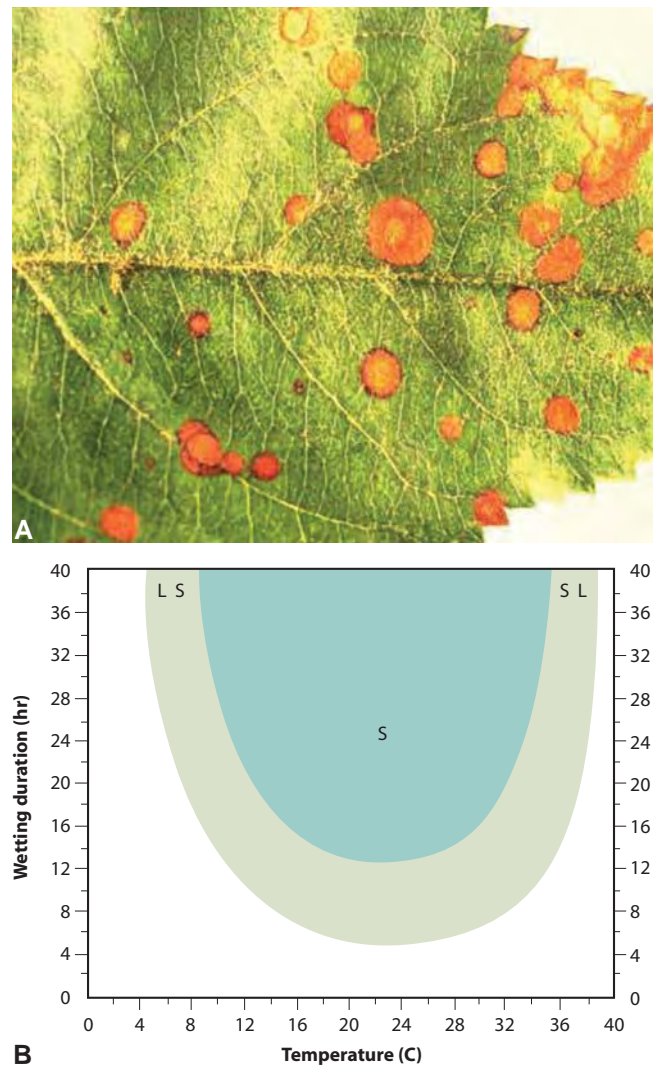 A
40 40
L S S L
36 36
32 32
28 28
S
24 24
20 20
16 16
12 12
8 8
4 4
0 0
0 4 8 12 16 20 24 28 32 36 40
Wetting duration (hr)
Temperature (C)
B